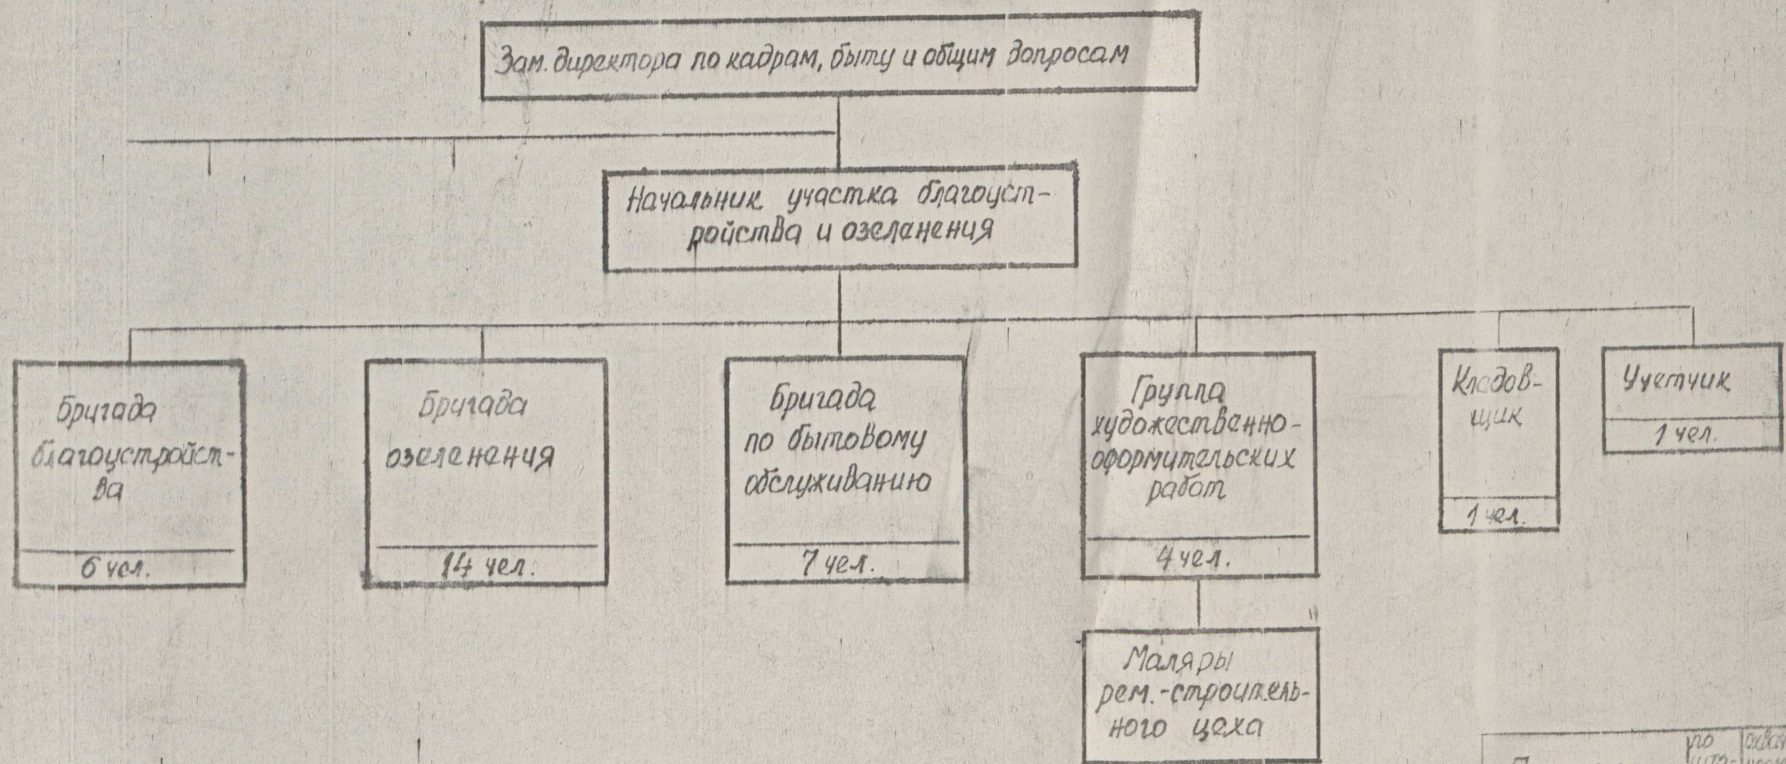 Зам. директора по кадрам, быту и общим вопросам
Начальник участка благоуст-
ройства и озеленения
Бригада
благоустройст-
ва
6 чел.
Бригада
озеленения
14 чел.
Бригада
по бытовому
обслуживанию
7 чел.
Группа
художественно-
оформительских
работ
4 чел.
Кладов-
щик
1 чел.
Учетчик
1 чел.
Маляры
рем.-строитель-
ного цеха
по